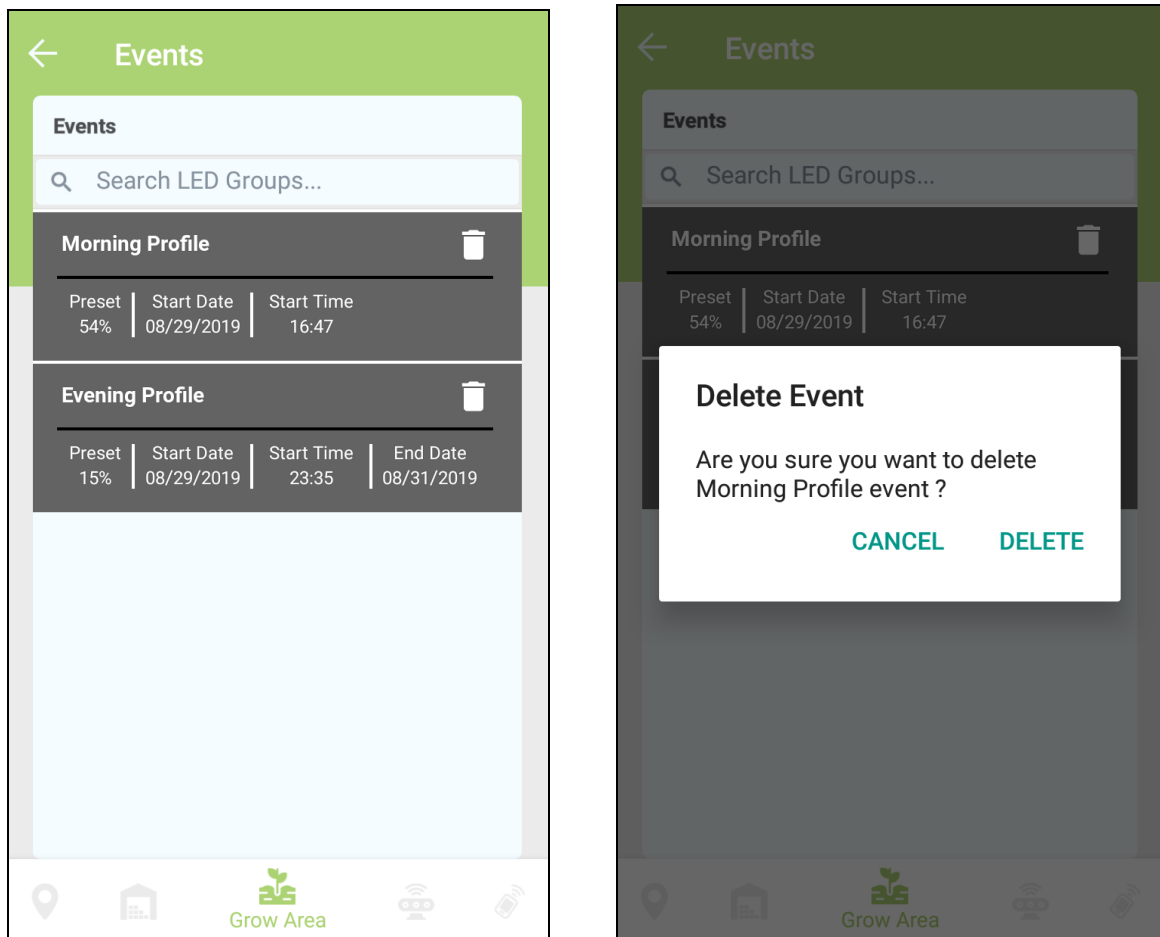 Events
Events
Search LED Groups...
Morning Profile
Preset Start Date Start Time
54% 08/29/2019 16:47
Evening Profile
Preset Start Date Start Time End Date
15% 08/29/2019 23:35 08/31/2019
Grow Area
Events
Events
Search LED Groups...
Morning Profile
Preset Start Date Start Time
54% 08/29/2019 16:47
Delete Event
Are you sure you want to delete
Morning Profile event ?
CANCEL DELETE
Grow Area